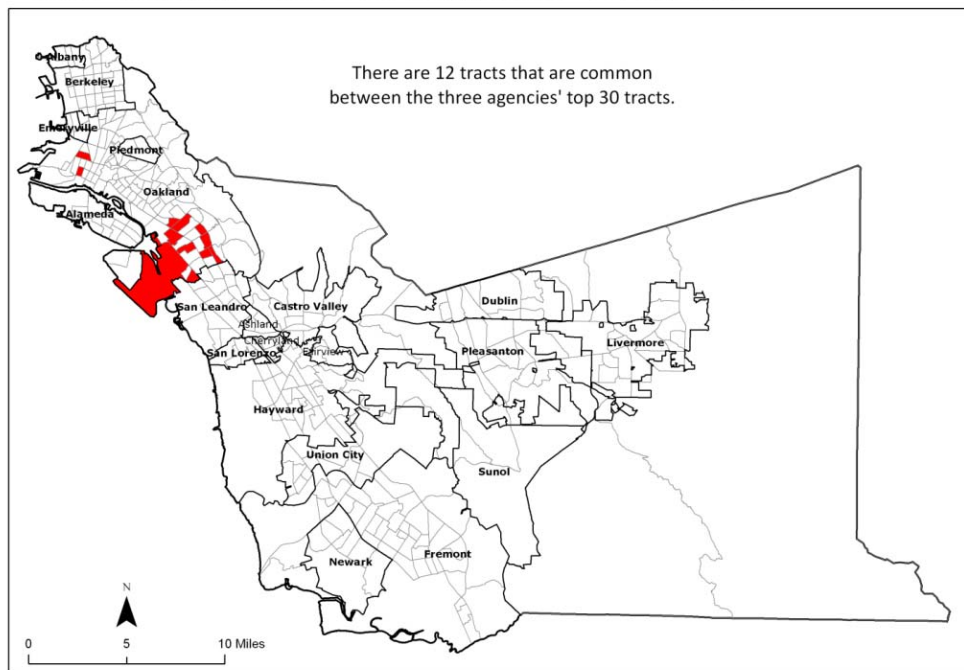 There are 12 tracts that are common
between the three agencies' top 30 tracts.
Albany
Berkeley
Emeryville
Piedmont
Oakland
Alameda
San Leandro
Castro Valley
Ashland
Cherryland
San Lorenzo
Fairview
Hayward
Union City
Dublin
Pleasanton
Livermore
Sunol
Fremont
Newark
N
0 5 10 Miles